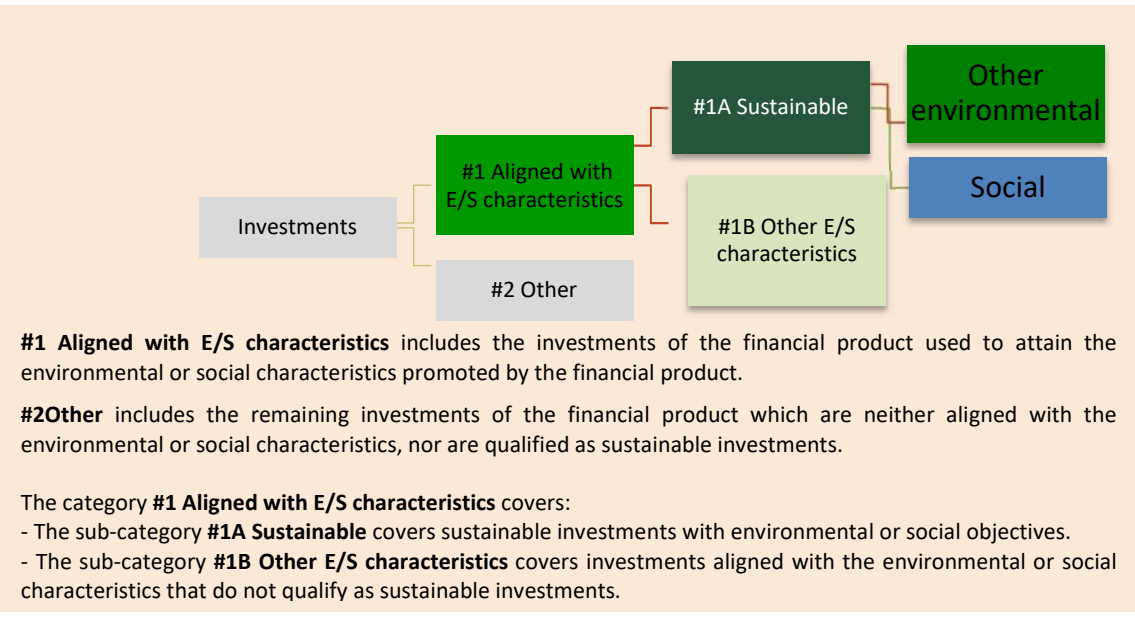 Other
environmental
#1A Sustainable
#1 Aligned with
E/S characteristics
Social
Investments
#1B Other E/S
characteristics
#2 Other
#1 Aligned with E/S characteristics includes the investments of the financial product used to attain the
environmental or social characteristics promoted by the financial product.
#2Other includes the remaining investments of the financial product which are neither aligned with the
environmental or social characteristics, nor are qualified as sustainable investments.
The category #1 Aligned with E/S characteristics covers:
- The sub-category #1A Sustainable covers sustainable investments with environmental or social objectives.
- The sub-category #1B Other E/S characteristics covers investments aligned with the environmental or social
characteristics that do not qualify as sustainable investments.